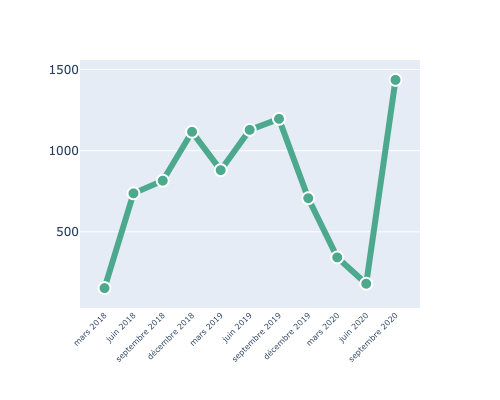 1500
1000
500
mars 2018
juin 2018
septembre 2018
décembre 2018
mars 2019
juin 2019
septembre 2019
décembre 2019
mars 2020
juin 2020
septembre 2020